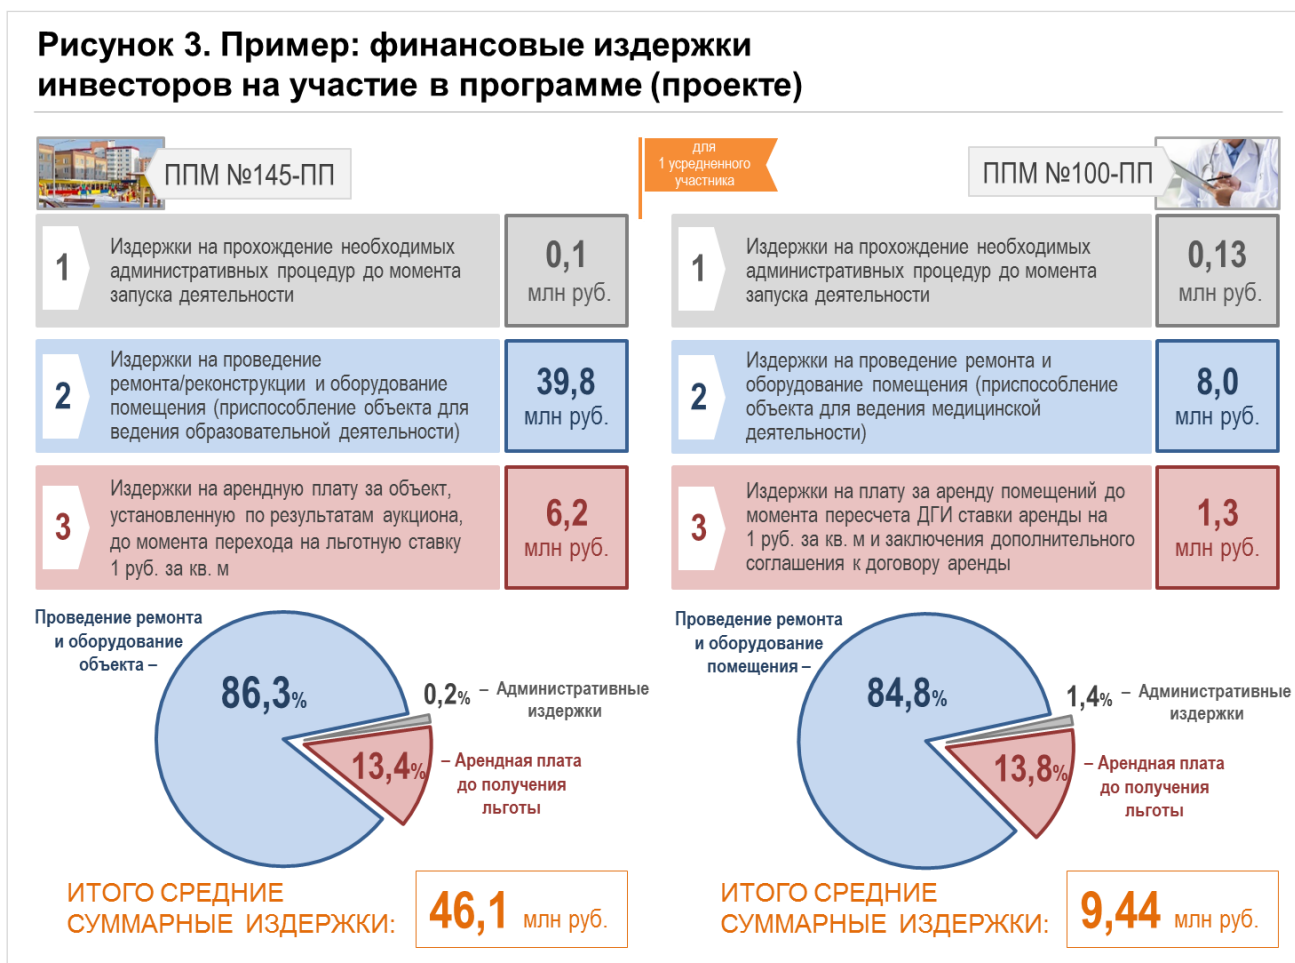 Рисунок 3. Пример: финансовые издержки
инвесторов на участие в программе (проекте)
ППМ №145-ПП
для
1 усредненного
участника
ППМ №100-ПП
1
Издержки на прохождение необходимых
административных процедур до момента
запуска деятельности
0,1
млн руб.
2
Издержки на проведение
ремонта/реконструкции и оборудование
помещения (приспособление объекта для
ведения образовательной деятельности)
39,8
млн руб.
3
Издержки на арендную плату за объект,
установленную по результатам аукциона,
до момента перехода на льготную ставку
1 руб. за кв. м
6,2
млн руб.
1
Издержки на прохождение необходимых
административных процедур до момента
запуска деятельности
0,13
млн руб.
2
Издержки на проведение ремонта и
оборудование помещения (приспособление
объекта для ведения медицинской
деятельности)
8,0
млн руб.
3
Издержки на плату за аренду помещений до
момента пересчета ДГИ ставки аренды на
1 руб. за кв. м и заключения дополнительного
соглашения к договору аренды
1,3
млн руб.
Проведение ремонта
и оборудование
объекта –
86,3%
0,2% – Административные
издержки
13,4% – Арендная плата
до получения
льготы
Проведение ремонта
и оборудование
помещения –
84,8%
1,4% – Административные
издержки
13,8% – Арендная плата
до получения
льготы
ИТОГО СРЕДНИЕ
СУММАРНЫЕ ИЗДЕРЖКИ:
46,1 млн руб.
ИТОГО СРЕДНИЕ
СУММАРНЫЕ ИЗДЕРЖКИ:
9,44 млн руб.